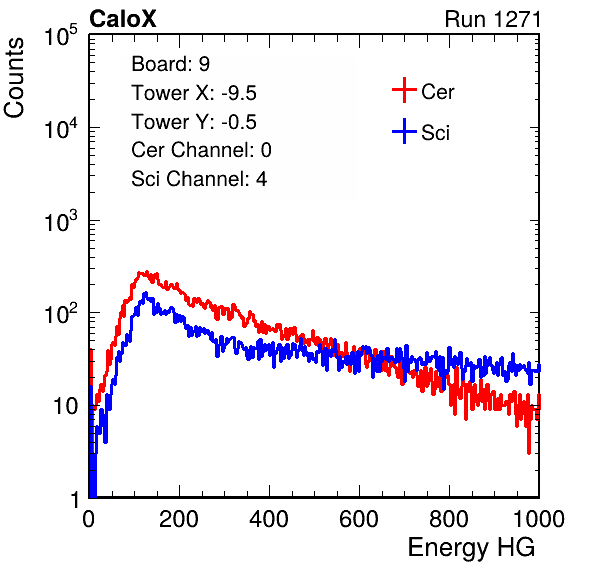 CaloX Run 1271
Counts
10^5
10^4
10^3
10^2
10
1
Board: 9
Tower X: -9.5
Tower Y: -0.5
Cer Channel: 0
Sci Channel: 4
Cer
Sci
0 200 400 600 800 1000
Energy HG